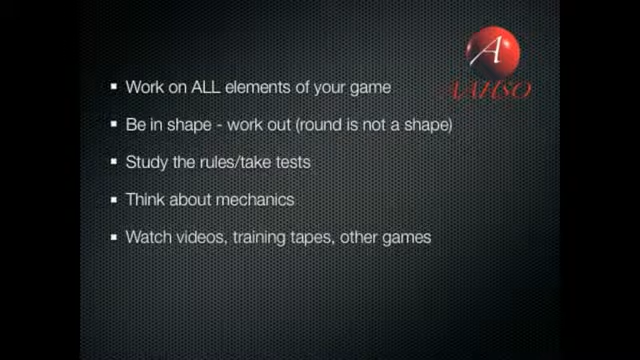 A
AAHSO
▪ Work on ALL elements of your game
▪ Be in shape - work out (round is not a shape)
▪ Study the rules/take tests
▪ Think about mechanics
▪ Watch videos, training tapes, other games